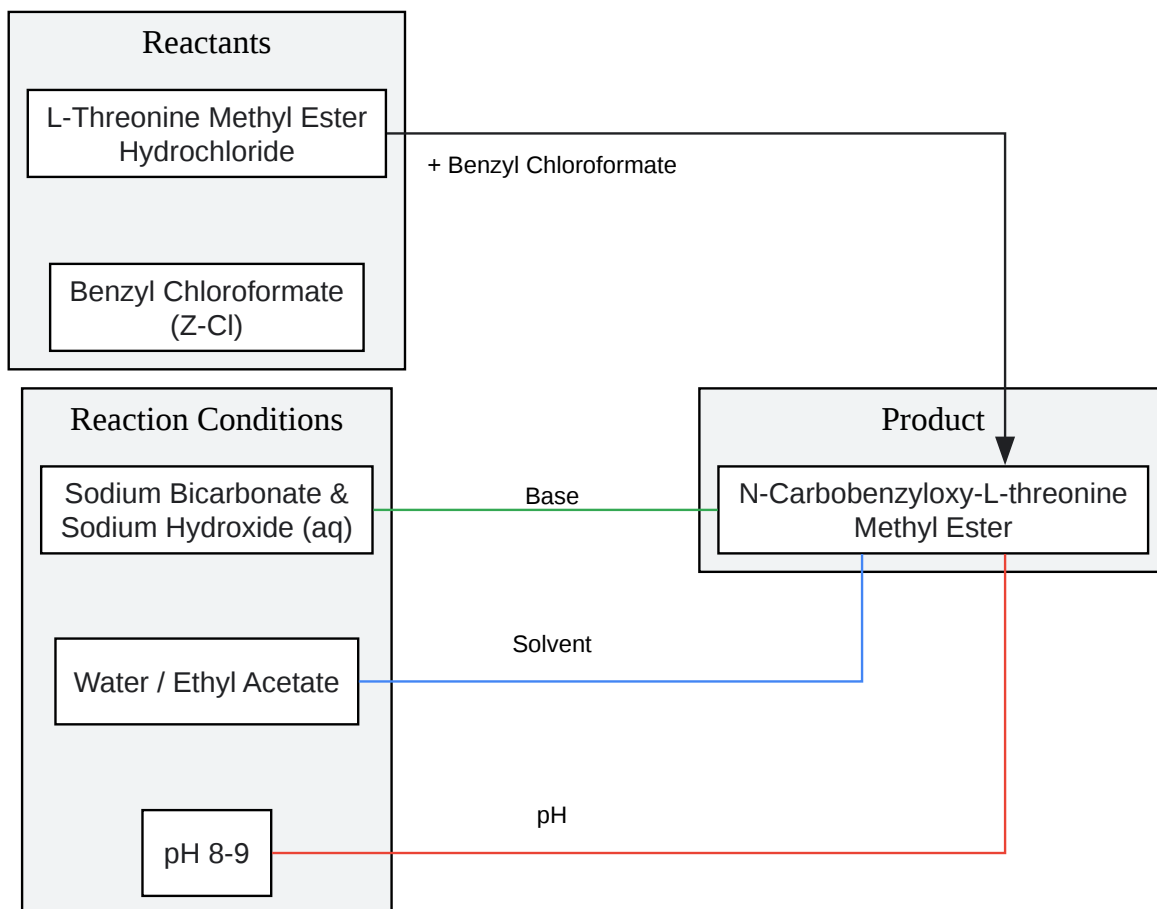 Reactants
L-Threonine Methyl Ester
Hydrochloride
+ Benzyl Chloroformate
Benzyl Chloroformate
(Z-Cl)
Reaction Conditions
Product
Sodium Bicarbonate &
Sodium Hydroxide (aq)
Base
N-Carbobenzyloxy-L-threonine
Methyl Ester
Solvent
Water / Ethyl Acetate
pH
pH 8-9